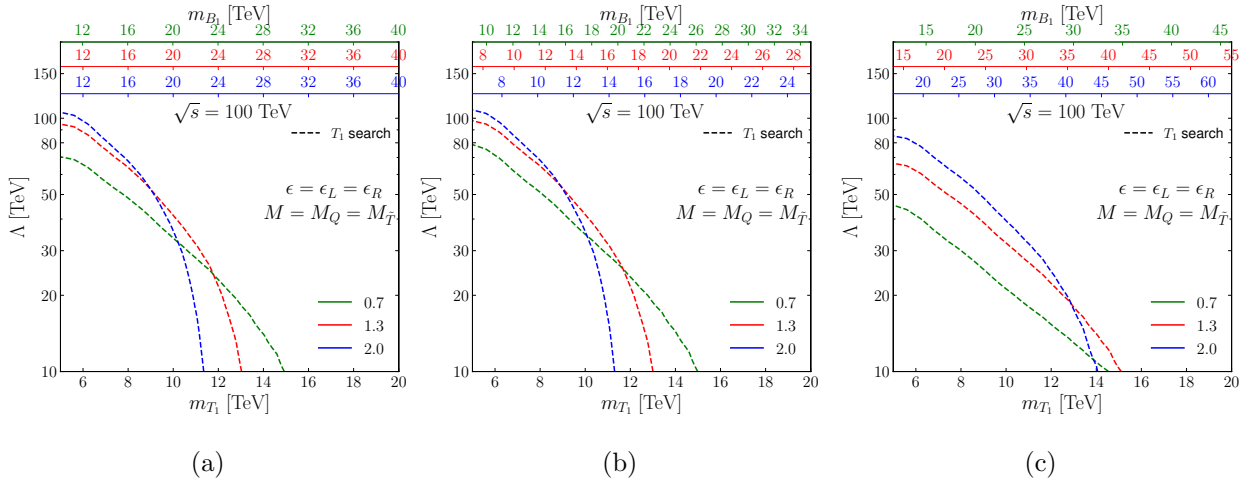 m_{B_1} [TeV]
12 16 20 24 28 32 36 40
12 16 20 24 28 32 36 40
12 16 20 24 28 32 36 40
√s = 100 TeV
T_1 search
ϵ = ϵ_L = ϵ_R
M = M_Q = M_{T̃}
0.7
1.3
2.0
150
100
80
50
30
20
10
Λ [TeV]
6 8 10 12 14 16 18 20
m_{T_1} [TeV]
(a)
m_{B_1} [TeV]
10 12 14 16 18 20 22 24 26 28 30 32 34
8 10 12 14 16 18 20 22 24 26 28
8 10 12 14 16 18 20 22 24
√s = 100 TeV
T_1 search
ϵ = ϵ_L = ϵ_R
M = M_Q = M_{T̃}
0.7
1.3
2.0
150
100
80
50
30
20
10
Λ [TeV]
6 8 10 12 14 16 18 20
m_{T_1} [TeV]
(b)
m_{B_1} [TeV]
15 20 25 30 35 40 45
15 20 25 30 35 40 45 50 55
20 25 30 35 40 45 50 55 60
√s = 100 TeV
T_1 search
ϵ = ϵ_L = ϵ_R
M = M_Q = M_{T̃}
0.7
1.3
2.0
150
100
80
50
30
20
10
Λ [TeV]
6 8 10 12 14 16 18 20
m_{T_1} [TeV]
(c)